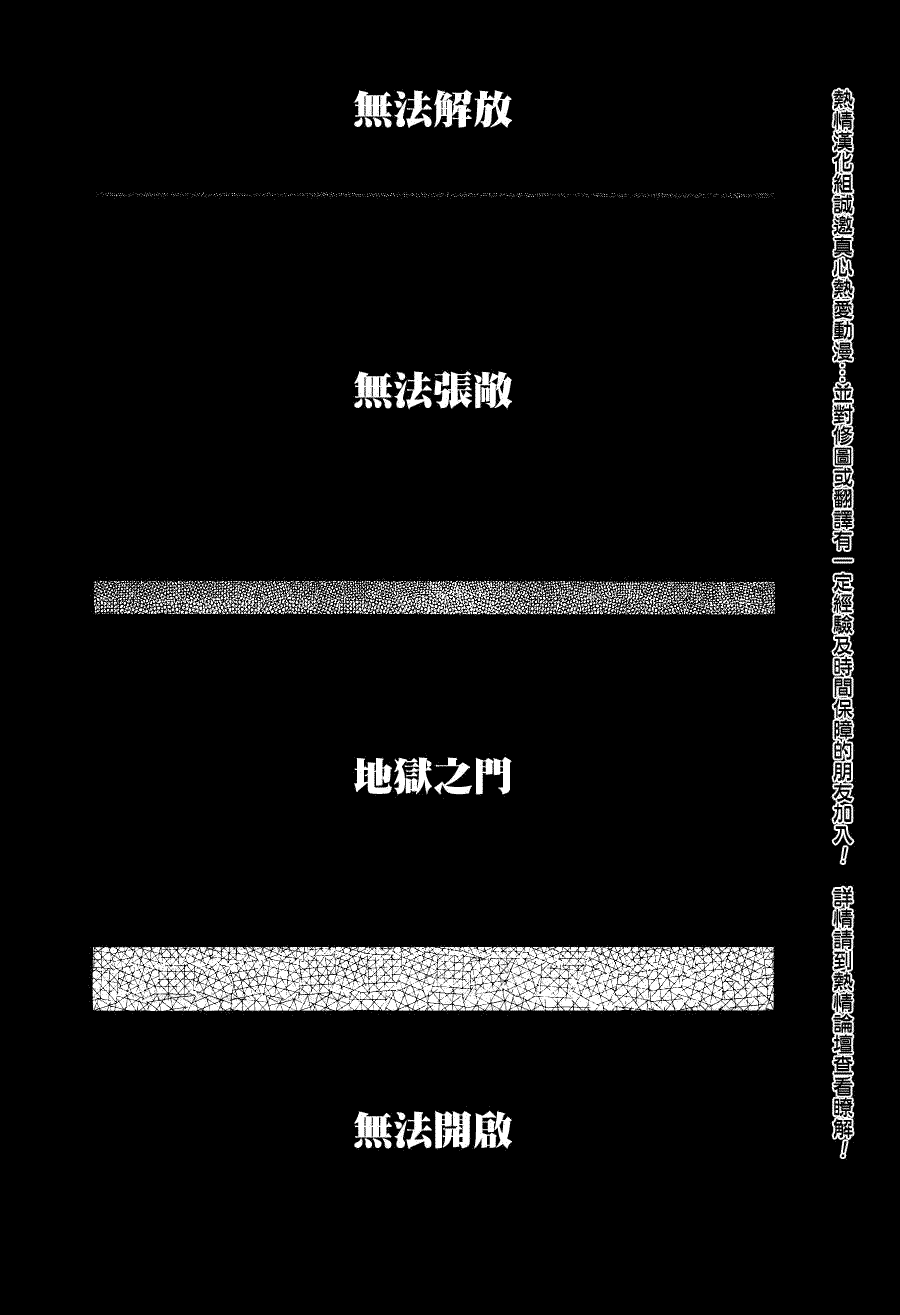 無法解放
無法張敞
地獄之門
無法開啟
熱情漢化組誠邀真心熱愛動漫…並對修圖或翻譯有一定經驗及時間保障的朋友加入！ 詳情請到熱情論壇查看瞭解！